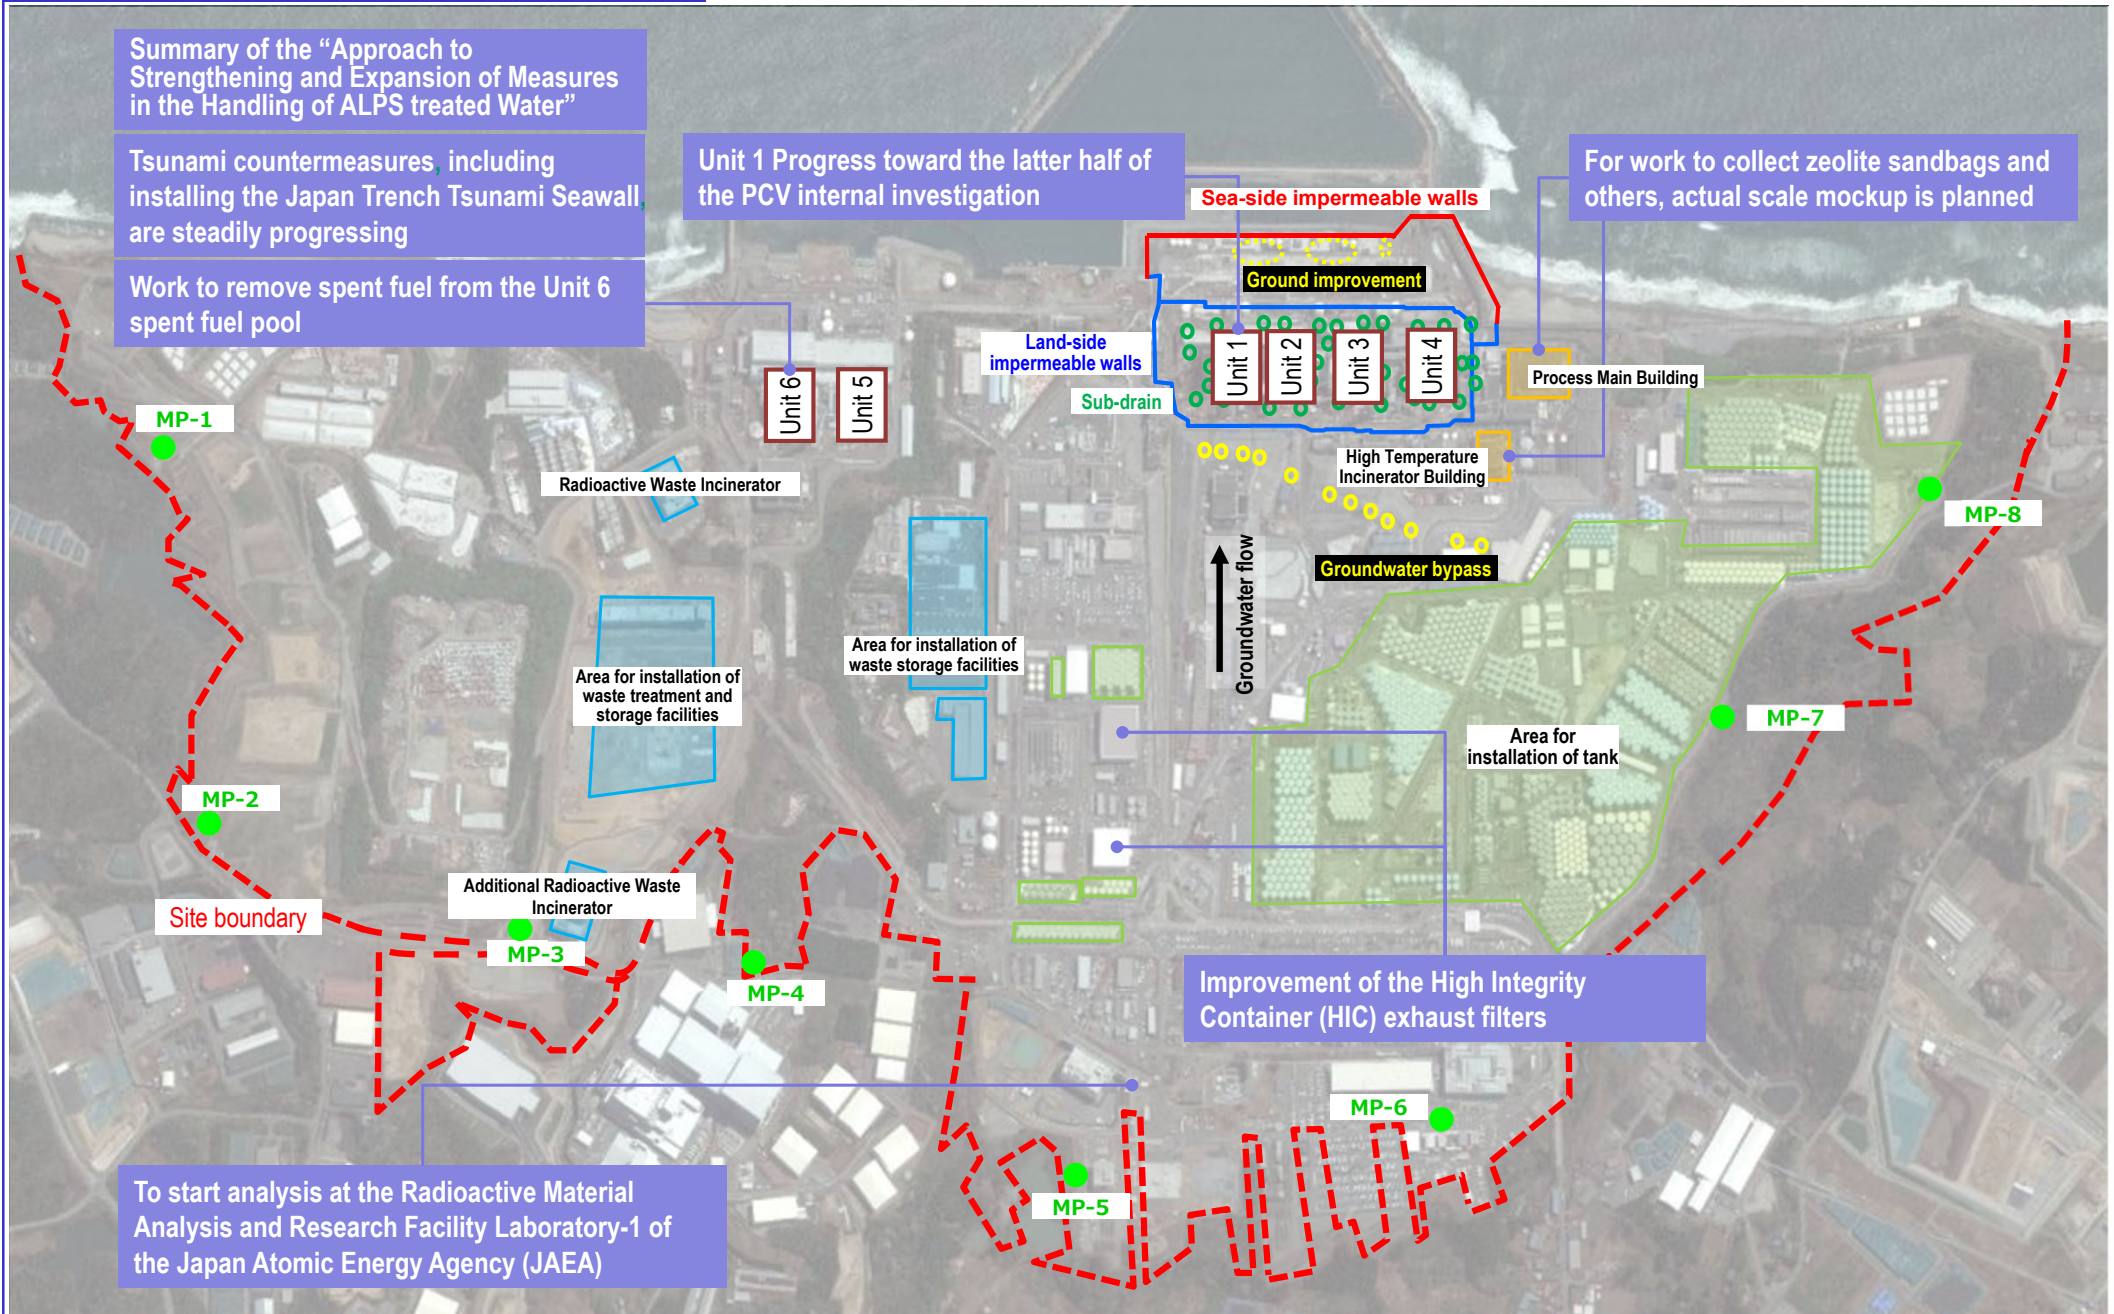 Summary of the “Approach to
Strengthening and Expansion of Measures
in the Handling of ALPS treated Water”
Tsunami countermeasures, including
installing the Japan Trench Tsunami Seawall,
are steadily progressing
Work to remove spent fuel from the Unit 6
spent fuel pool
Unit 1 Progress toward the latter half of
the PCV internal investigation
For work to collect zeolite sandbags and
others, actual scale mockup is planned
Sea-side impermeable walls
Ground improvement
Land-side
impermeable walls
Sub-drain
Unit 1
Unit 2
Unit 3
Unit 4
Process Main Building
Unit 6
Unit 5
MP-1
Radioactive Waste Incinerator
High Temperature
Incinerator Building
MP-8
Groundwater bypass
Groundwater flow
Area for installation of
waste storage facilities
Area for installation of
waste treatment and
storage facilities
MP-7
Area for
installation of tank
MP-2
Additional Radioactive Waste
Incinerator
Site boundary
MP-3
MP-4
Improvement of the High Integrity
Container (HIC) exhaust filters
MP-6
To start analysis at the Radioactive Material
Analysis and Research Facility Laboratory-1 of
the Japan Atomic Energy Agency (JAEA)
MP-5